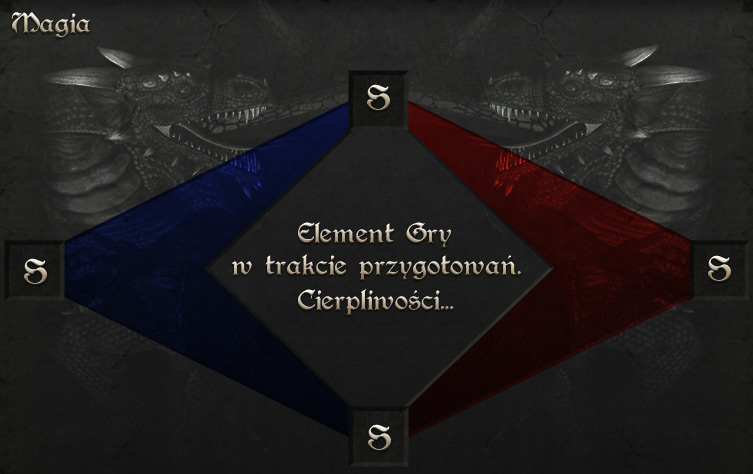 Magia
S
Element Gry
w trakcie przygotowań.
Cierpliwości...
S
S
S